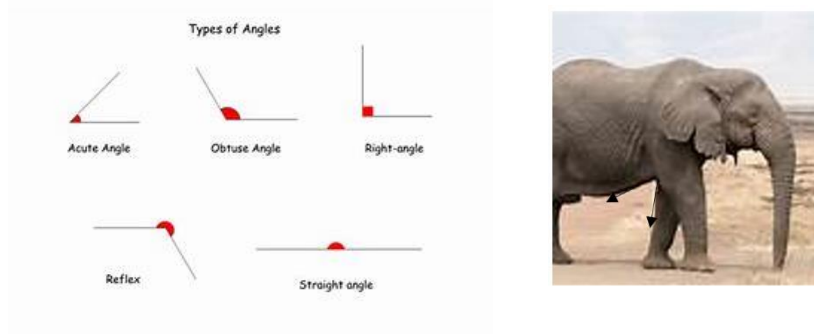 Types of Angles
Acute Angle
Obtuse Angle
Right-angle
Reflex
Straight angle